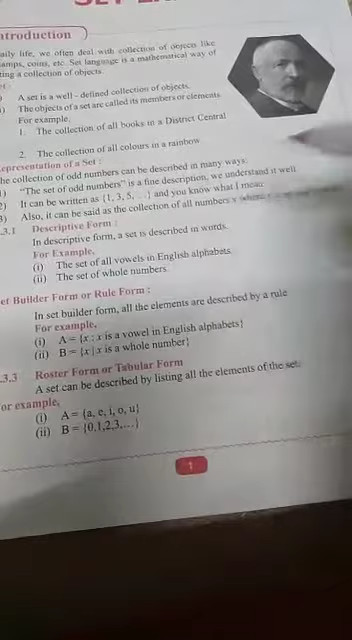 ntroduction
aily life, we often deal with collection of objects like
amps, coins, etc. Set language is a mathematical way of
ting a collection of objects.
A set is a well - defined collection of objects.
The objects of a set are called its members or elements
For example,
1. The collection of all books in a District Central
2. The collection of all colours in a rainbow
epresentation of a Set :
he collection of odd numbers can be described in many ways:
1) "The set of odd numbers" is a fine description, we understand it well
2) It can be written as {1, 3, 5, ...} and you know what I mean
3) Also, it can be said as the collection of all numbers x where
.3.1 Descriptive Form :
In descriptive form, a set is described in words.
For Example,
(i) The set of all vowels in English alphabets.
(ii) The set of whole numbers.
et Builder Form or Rule Form :
In set builder form, all the elements are described by a rule
For example,
(i) A = {x : x is a vowel in English alphabets}
(ii) B = {x | x is a whole number}
.3.3 Roster Form or Tabular Form
A set can be described by listing all the elements of the set.
or example,
(i) A = {a, e, i, o, u}
(ii) B = {0,1,2,3,...}
1